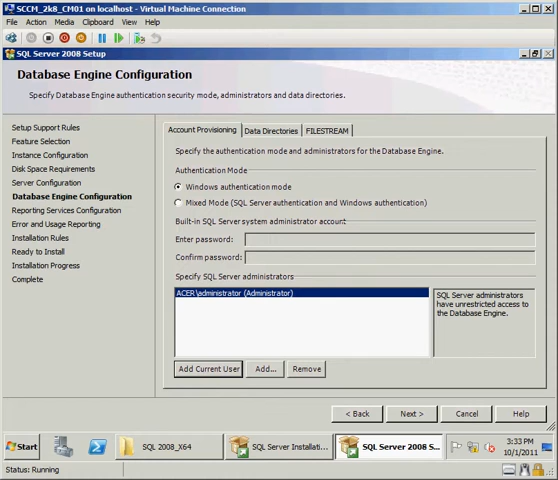 SCCM_2k8_CM01 on localhost - Virtual Machine Connection
File Action Media Clipboard View Help
SQL Server 2008 Setup
Database Engine Configuration
Specify Database Engine authentication security mode, administrators and data directories.
Setup Support Rules
Feature Selection
Instance Configuration
Disk Space Requirements
Server Configuration
Database Engine Configuration
Reporting Services Configuration
Error and Usage Reporting
Installation Rules
Ready to Install
Installation Progress
Complete
Account Provisioning Data Directories FILESTREAM
Specify the authentication mode and administrators for the Database Engine.
Authentication Mode
Windows authentication mode
Mixed Mode (SQL Server authentication and Windows authentication)
Built-in SQL Server system administrator account
Enter password:
Confirm password:
Specify SQL Server administrators
ACER\administrator (Administrator)
SQL Server administrators
have unrestricted access to
the Database Engine.
Add Current User Add... Remove
< Back Next > Cancel Help
Start SQL 2008_X64 SQL Server Installati... SQL Server 2008 S... 3:33 PM
10/1/2011
Status: Running